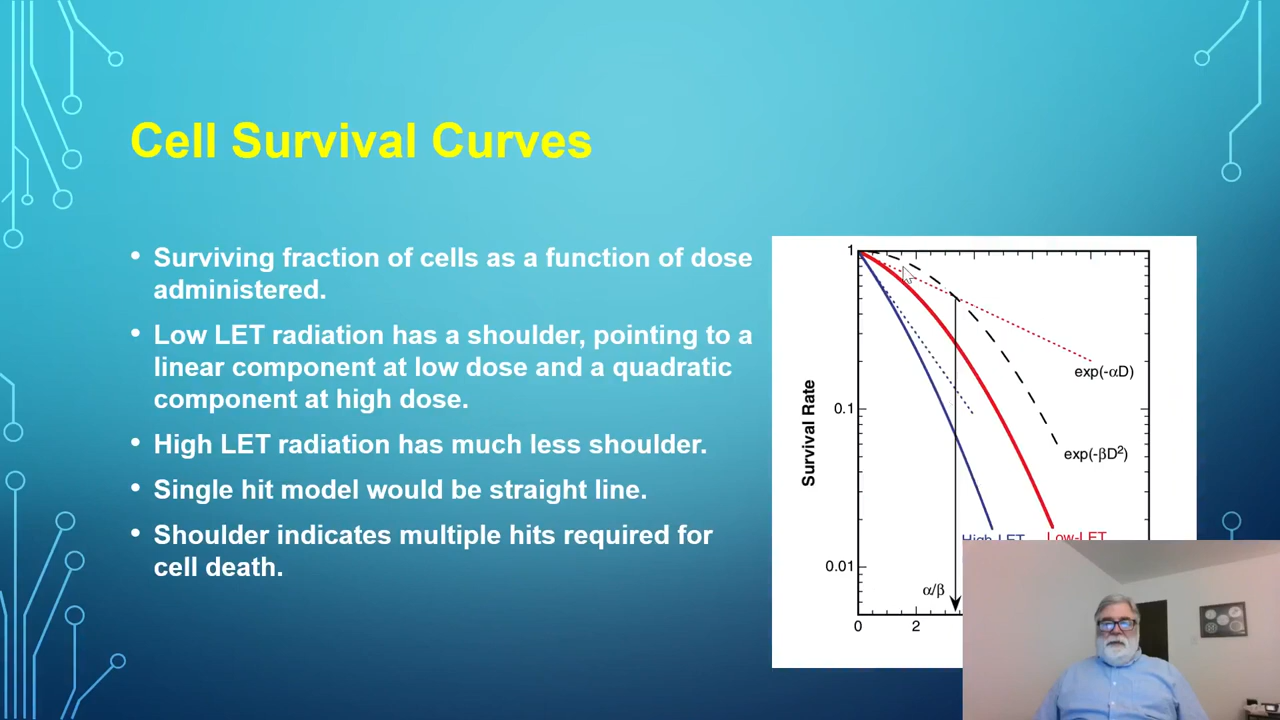 Cell Survival Curves
• Surviving fraction of cells as a function of dose
administered.
• Low LET radiation has a shoulder, pointing to a
linear component at low dose and a quadratic
component at high dose.
• High LET radiation has much less shoulder.
• Single hit model would be straight line.
• Shoulder indicates multiple hits required for
cell death.
1
0.1
0.01
Survival Rate
exp(-αD)
exp(-βD²)
High-LET
Low-LET
α/β
0
2